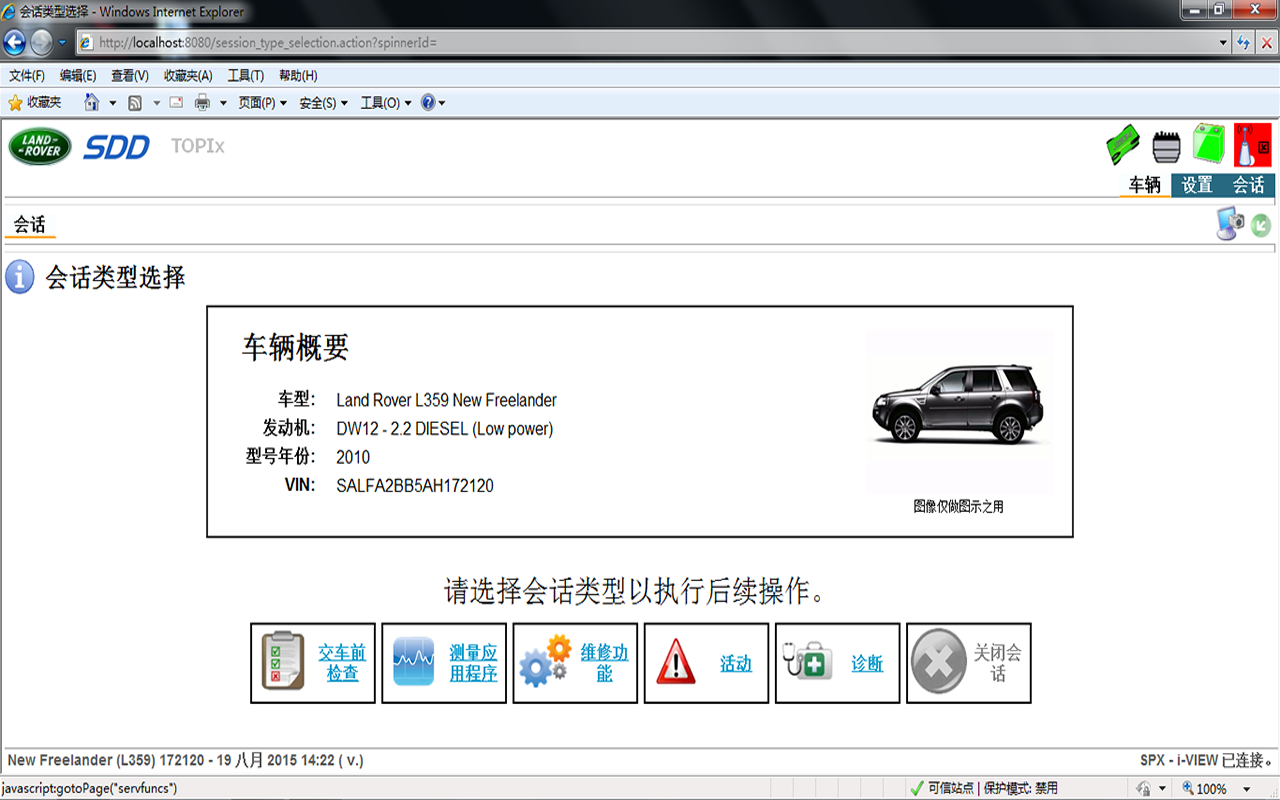 会话类型选择 - Windows Internet Explorer
http://localhost:8080/session_type_selection.action?spinnerId=
文件(F) 编辑(E) 查看(V) 收藏夹(A) 工具(T) 帮助(H)
收藏夹 页面(P) 安全(S) 工具(O)
LAND-
-ROVER
SDD TOPIx
车辆 设置 会话
会话
会话类型选择
车辆概要
车型: Land Rover L359 New Freelander
发动机: DW12 - 2.2 DIESEL (Low power)
型号年份: 2010
VIN: SALFA2BB5AH172120
图像仅做图示之用
请选择会话类型以执行后续操作。
交车前
检查
测量应
用程序
维修功
能
活动
诊断
关闭会
话
New Freelander (L359) 172120 - 19 八月 2015 14:22 ( v.) SPX - i-VIEW 已连接。
javascript:gotoPage("servfuncs") 可信站点 | 保护模式: 禁用 100%